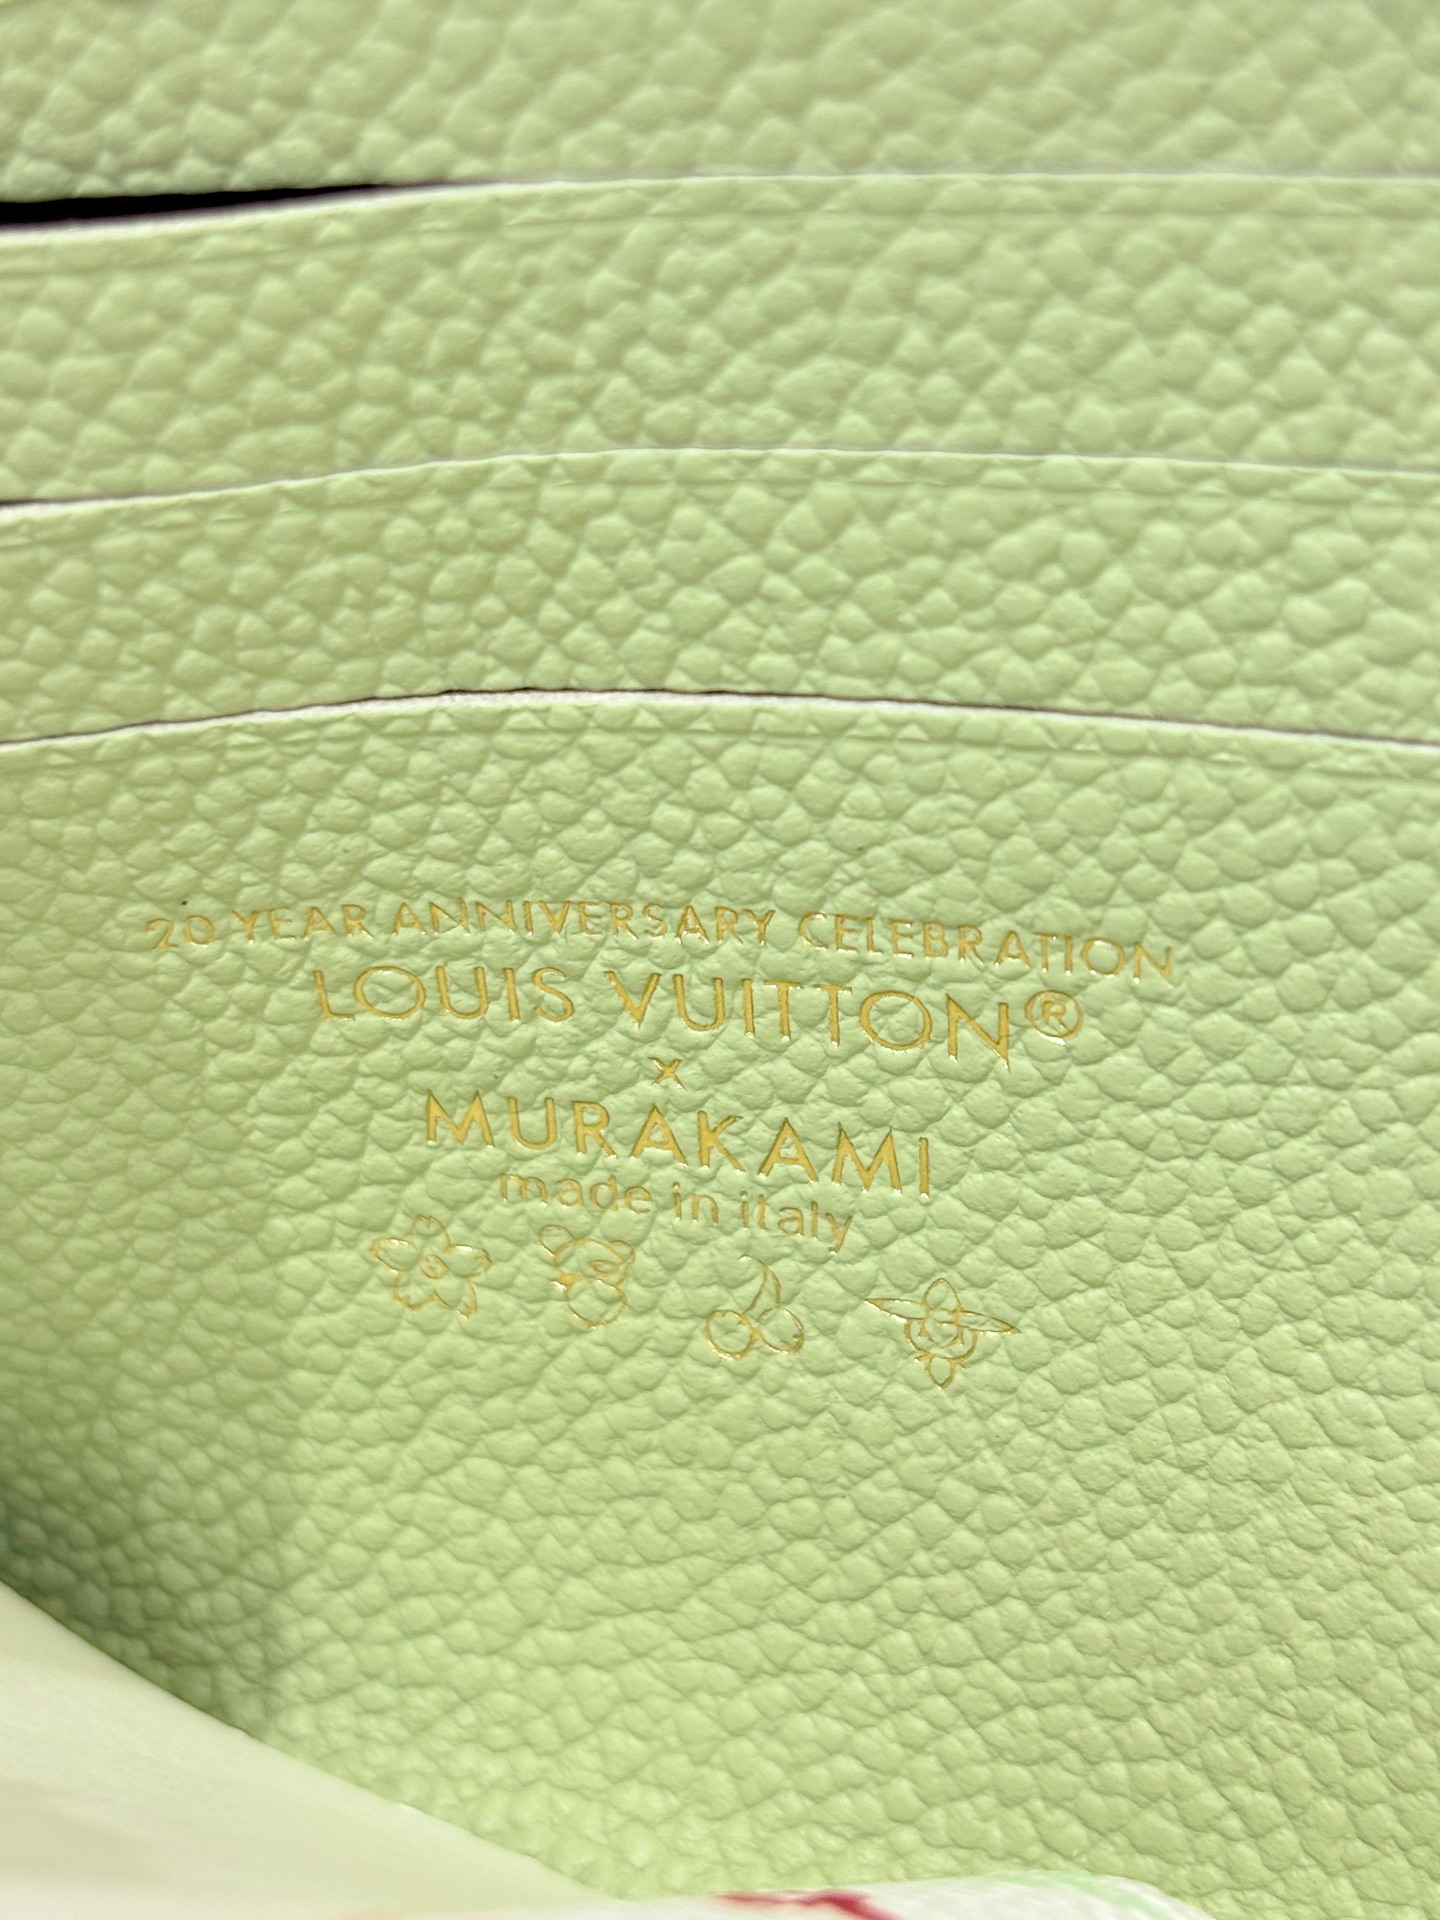 20 YEAR ANNIVERSARY CELEBRATION
LOUIS VUITTON®
×
MURAKAMI
made in italy